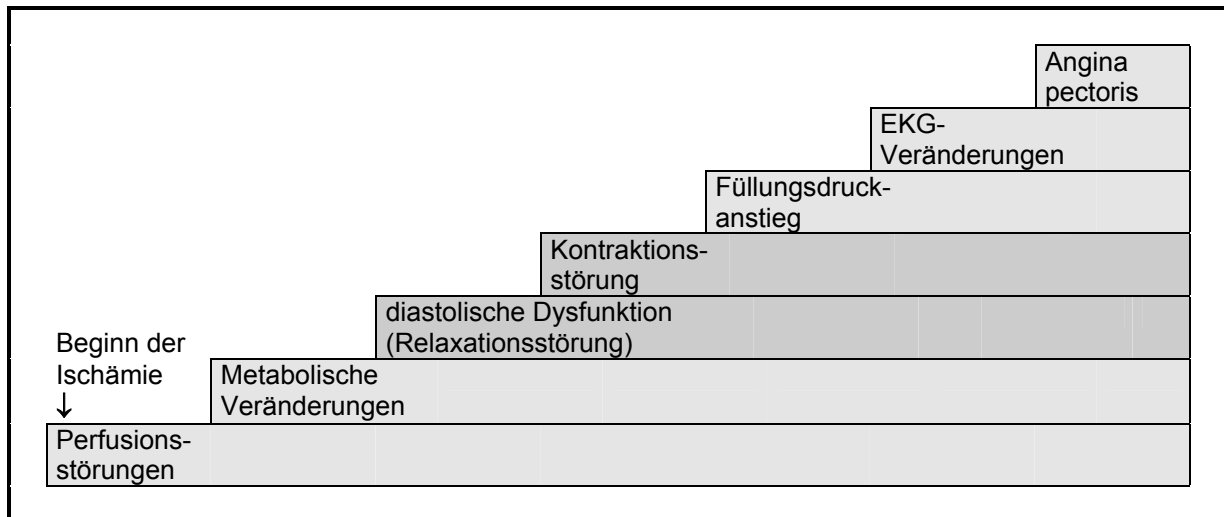 Angina
pectoris
EKG-
Veränderungen
Füllungsdruck-
anstieg
Kontraktions-
störung
diastolische Dysfunktion
(Relaxationsstörung)
Beginn der
Ischämie
↓
Metabolische
Veränderungen
Perfusions-
störungen